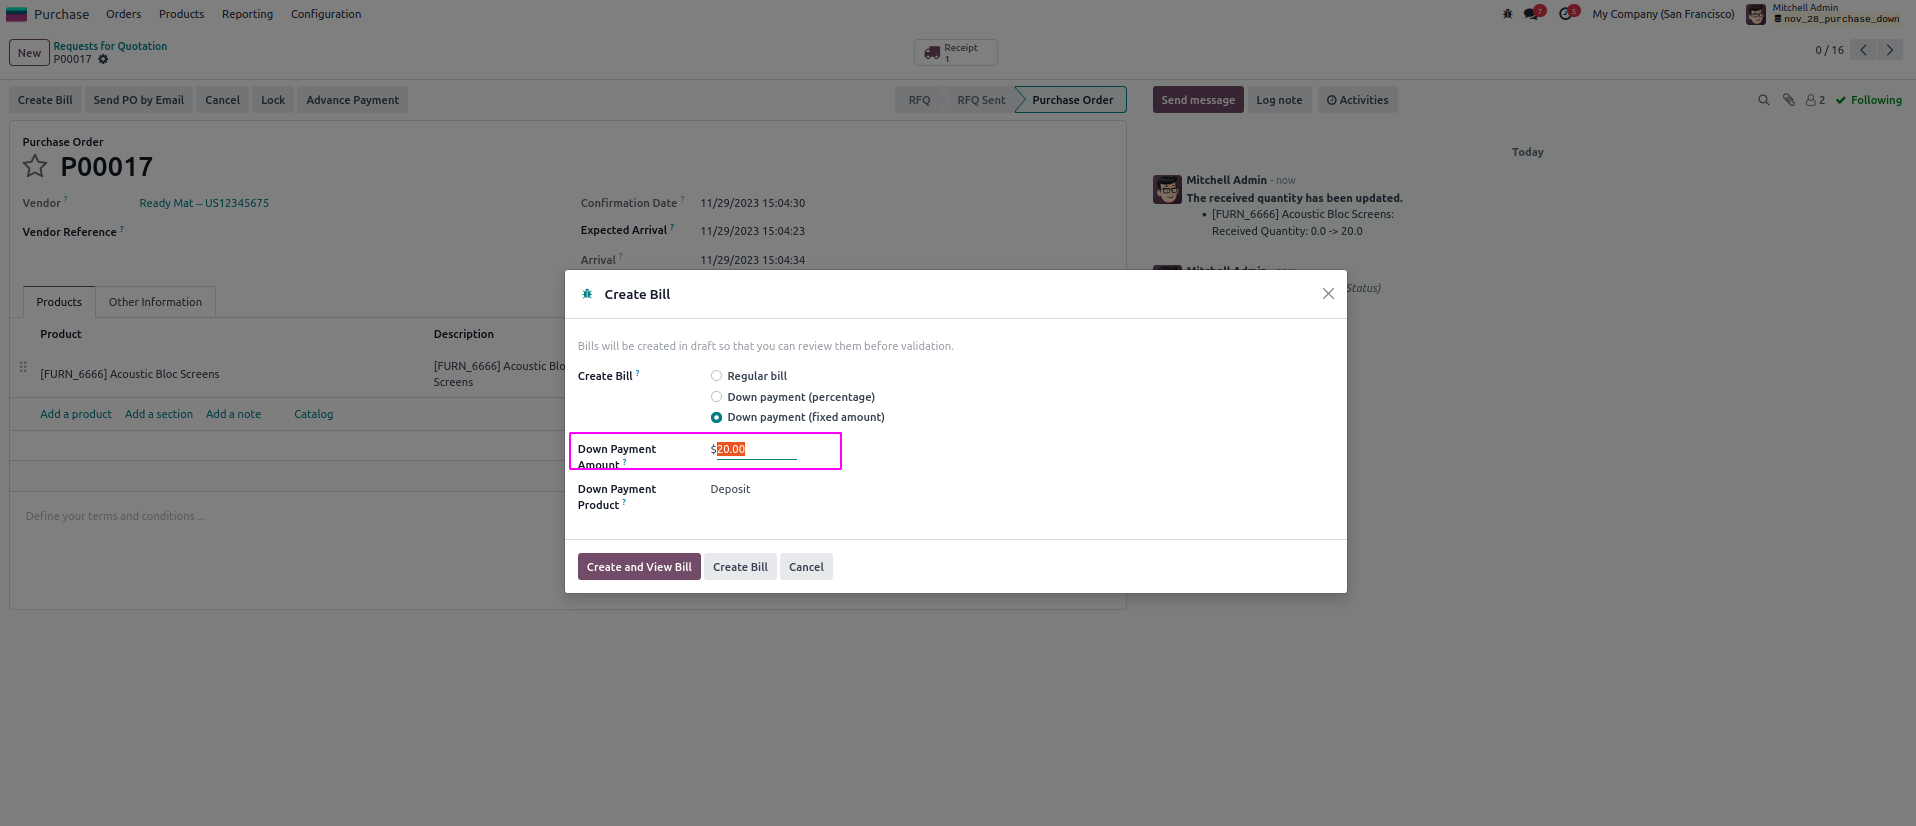 Purchase Orders Products Reporting Configuration
7 5 My Company (San Francisco) Mitchell Admin
nov_28_purchase_down
New Requests for Quotation
P00017
Receipt
1
0 / 16
Create Bill Send PO by Email Cancel Lock Advance Payment
RFQ RFQ Sent Purchase Order
Send message Log note Activities
2 Following
Purchase Order
P00017
Vendor ? Ready Mat – US12345675
Vendor Reference ?
Confirmation Date ? 11/29/2023 15:04:30
Expected Arrival ? 11/29/2023 15:04:23
Arrival ? 11/29/2023 15:04:34
Today
Mitchell Admin - now
The received quantity has been updated.
• [FURN_6666] Acoustic Bloc Screens:
Received Quantity: 0.0 -> 20.0
Mitchell Admin - now
Status)
Products Other Information
Product Description
[FURN_6666] Acoustic Bloc Screens
[FURN_6666] Acoustic Blo
Screens
Add a product Add a section Add a note Catalog
Define your terms and conditions ...
Create Bill
Bills will be created in draft so that you can review them before validation.
Create Bill ?
Regular bill
Down payment (percentage)
Down payment (fixed amount)
Down Payment
Amount ?
$20.00
Down Payment
Product ?
Deposit
Create and View Bill Create Bill Cancel